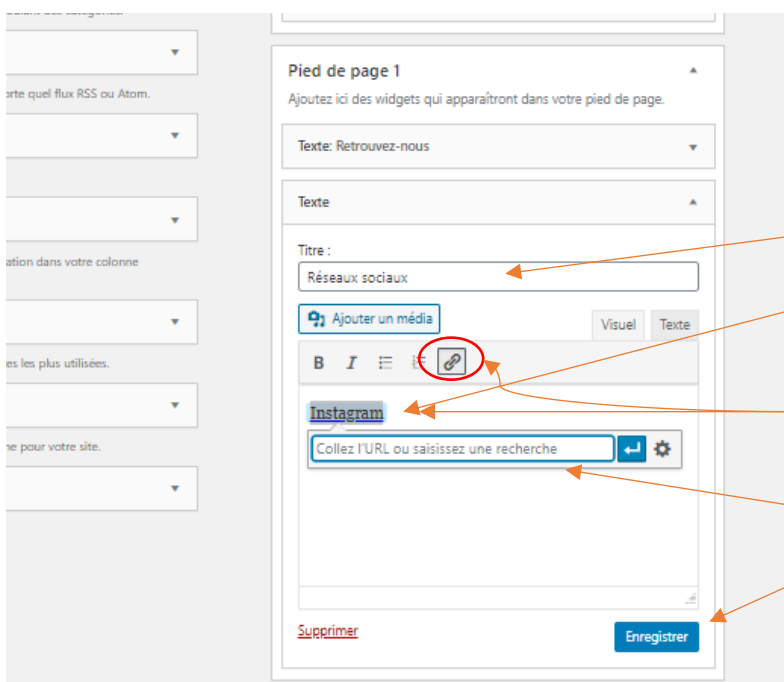 orte quel flux RSS ou Atom.
ation dans votre colonne
es les plus utilisées.
ne pour votre site.
Pied de page 1
Ajoutez ici des widgets qui apparaîtront dans votre pied de page.
Texte: Retrouvez-nous
Texte
Titre :
Réseaux sociaux
Ajouter un média
Visuel Texte
B I
Instagram
Collez l'URL ou saisissez une recherche
Supprimer
Enregistrer